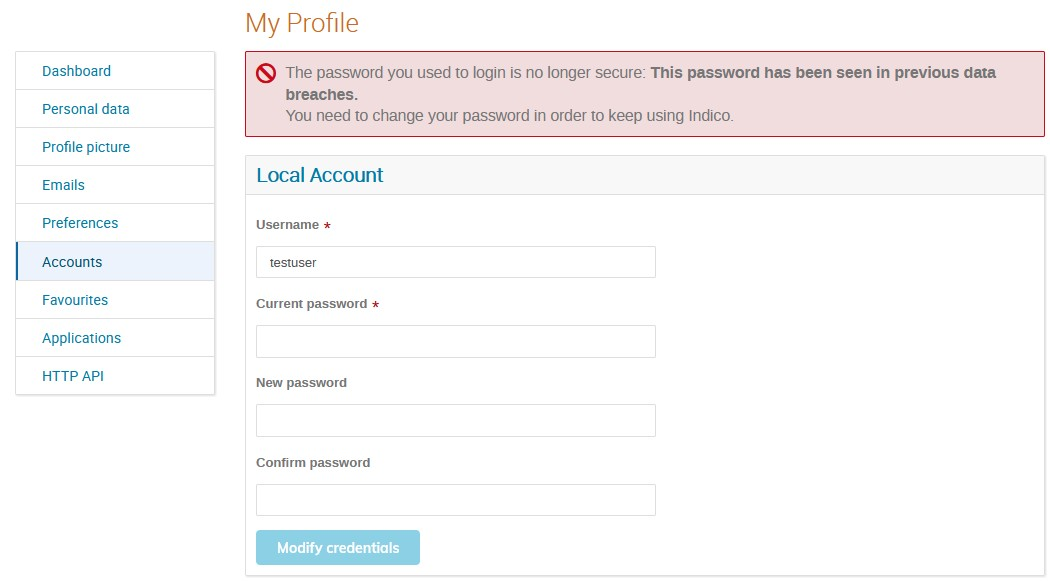 My Profile
Dashboard
Personal data
Profile picture
Emails
Preferences
Accounts
Favourites
Applications
HTTP API
The password you used to login is no longer secure: This password has been seen in previous data
breaches.
You need to change your password in order to keep using Indico.
Local Account
Username *
testuser
Current password *
New password
Confirm password
Modify credentials